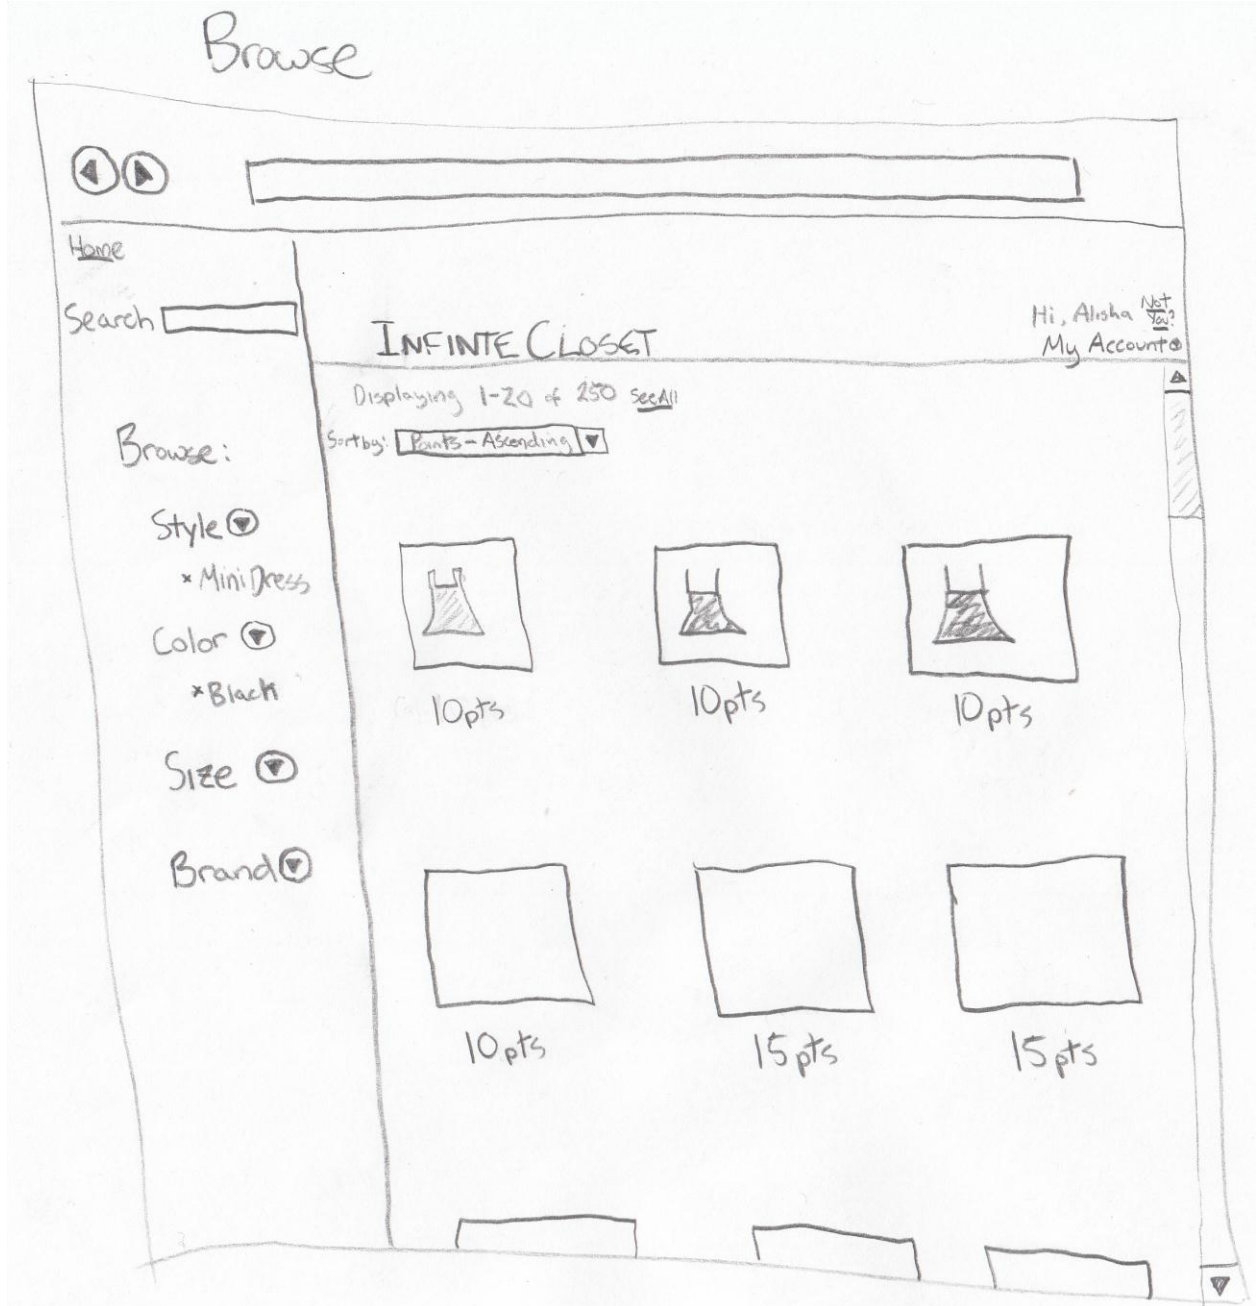 Browse
Home
Search
Hi, Alisha Not You?
INFINTE CLOSET
My Account
Displaying 1-20 of 250 See All
Sort by: Points - Ascending
Browse:
Style
× Mini Dress
Color
× Black
Size
Brand
10pts
10pts
10pts
10pts
15pts
15pts